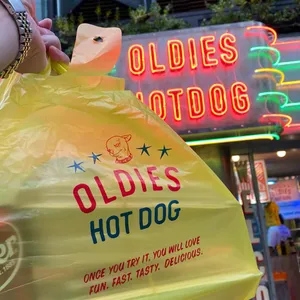 OLDIES
HOTDOG
OLDIES
HOT DOG
ONCE YOU TRY IT, YOU WILL LOVE
FUN. FAST. TASTY. DELICIOUS.